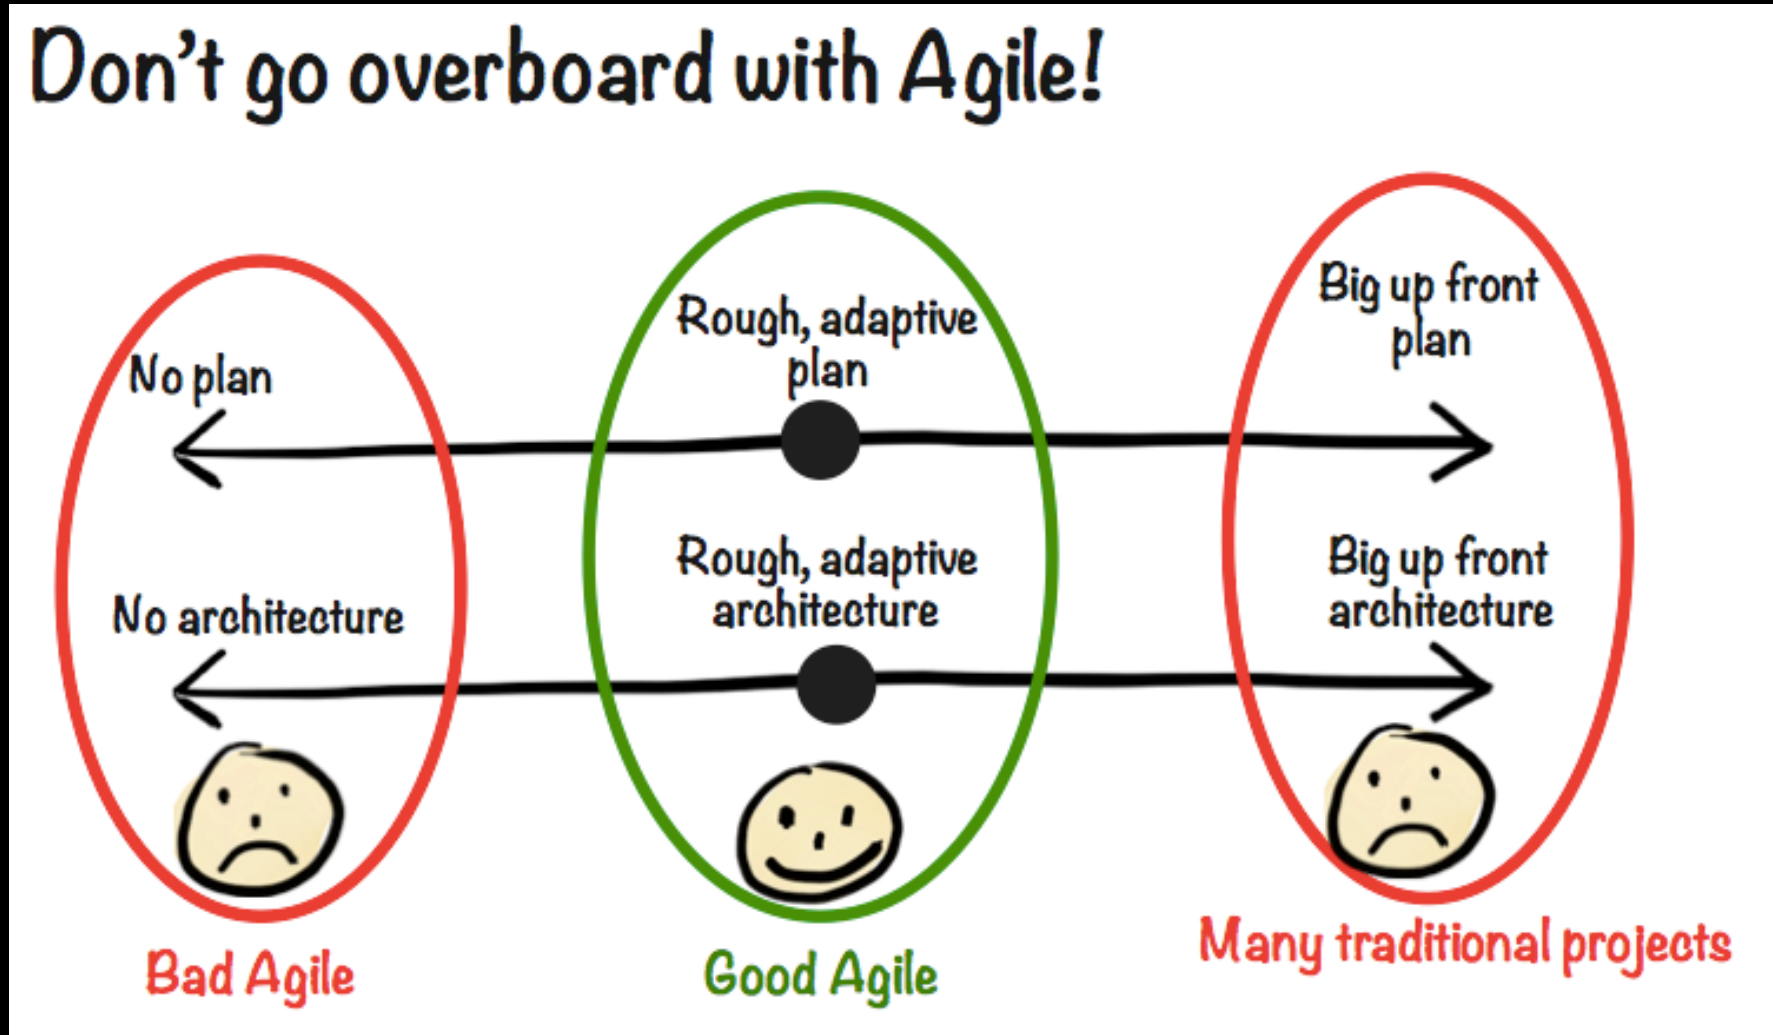 Don't go overboard with Agile!
No plan
Rough, adaptive
plan
Big up front
plan
No architecture
Rough, adaptive
architecture
Big up front
architecture
Bad Agile
Good Agile
Many traditional projects